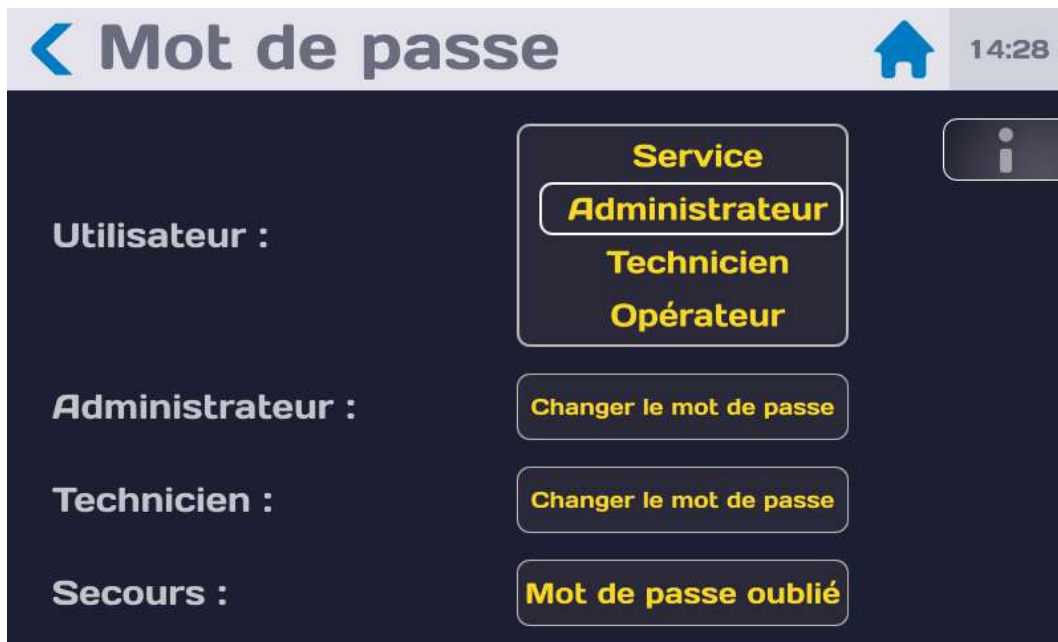 Mot de passe
14:28
Utilisateur :
Service
Administrateur
Technicien
Opérateur
Administrateur :
Changer le mot de passe
Technicien :
Changer le mot de passe
Secours :
Mot de passe oublié